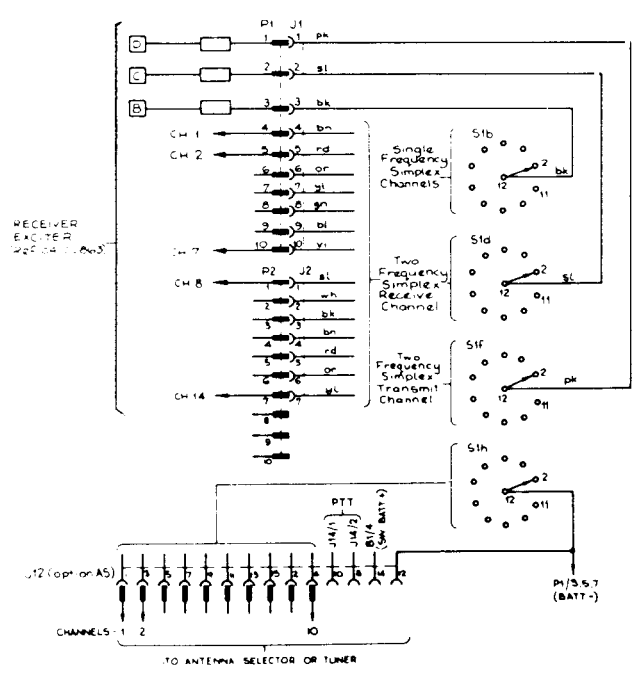 P1 J1
D 1 1 pk
C 2 2 sl
B 3 3 bk
CH 1 4 4 bn
CH 2 5 5 rd
6 6 or
7 7 yl
8 8 gn
9 9 bl
CH 7 10 10 vi
P2 J2
CH 8 1 1 sl
2 2 wh
3 3 bk
4 4 bn
5 5 rd
6 6 or
CH 14 7 7 yl
8
9
10
RECEIVER
EXCITER
Single
Frequency
Simplex
Channels
S1b
2
bk
12
11
Two
Frequency
Simplex
Receive
Channel
S1d
2
sl
12
11
Two
Frequency
Simplex
Transmit
Channel
S1f
2
pk
12
11
S1h
2
12
11
PTT
J14/1
J14/2
B1/4
(SW BATT+)
J12 (option AS)
P1/3.5.7
(BATT-)
CHANNELS - 1 2 10
TO ANTENNA SELECTOR OR TUNER